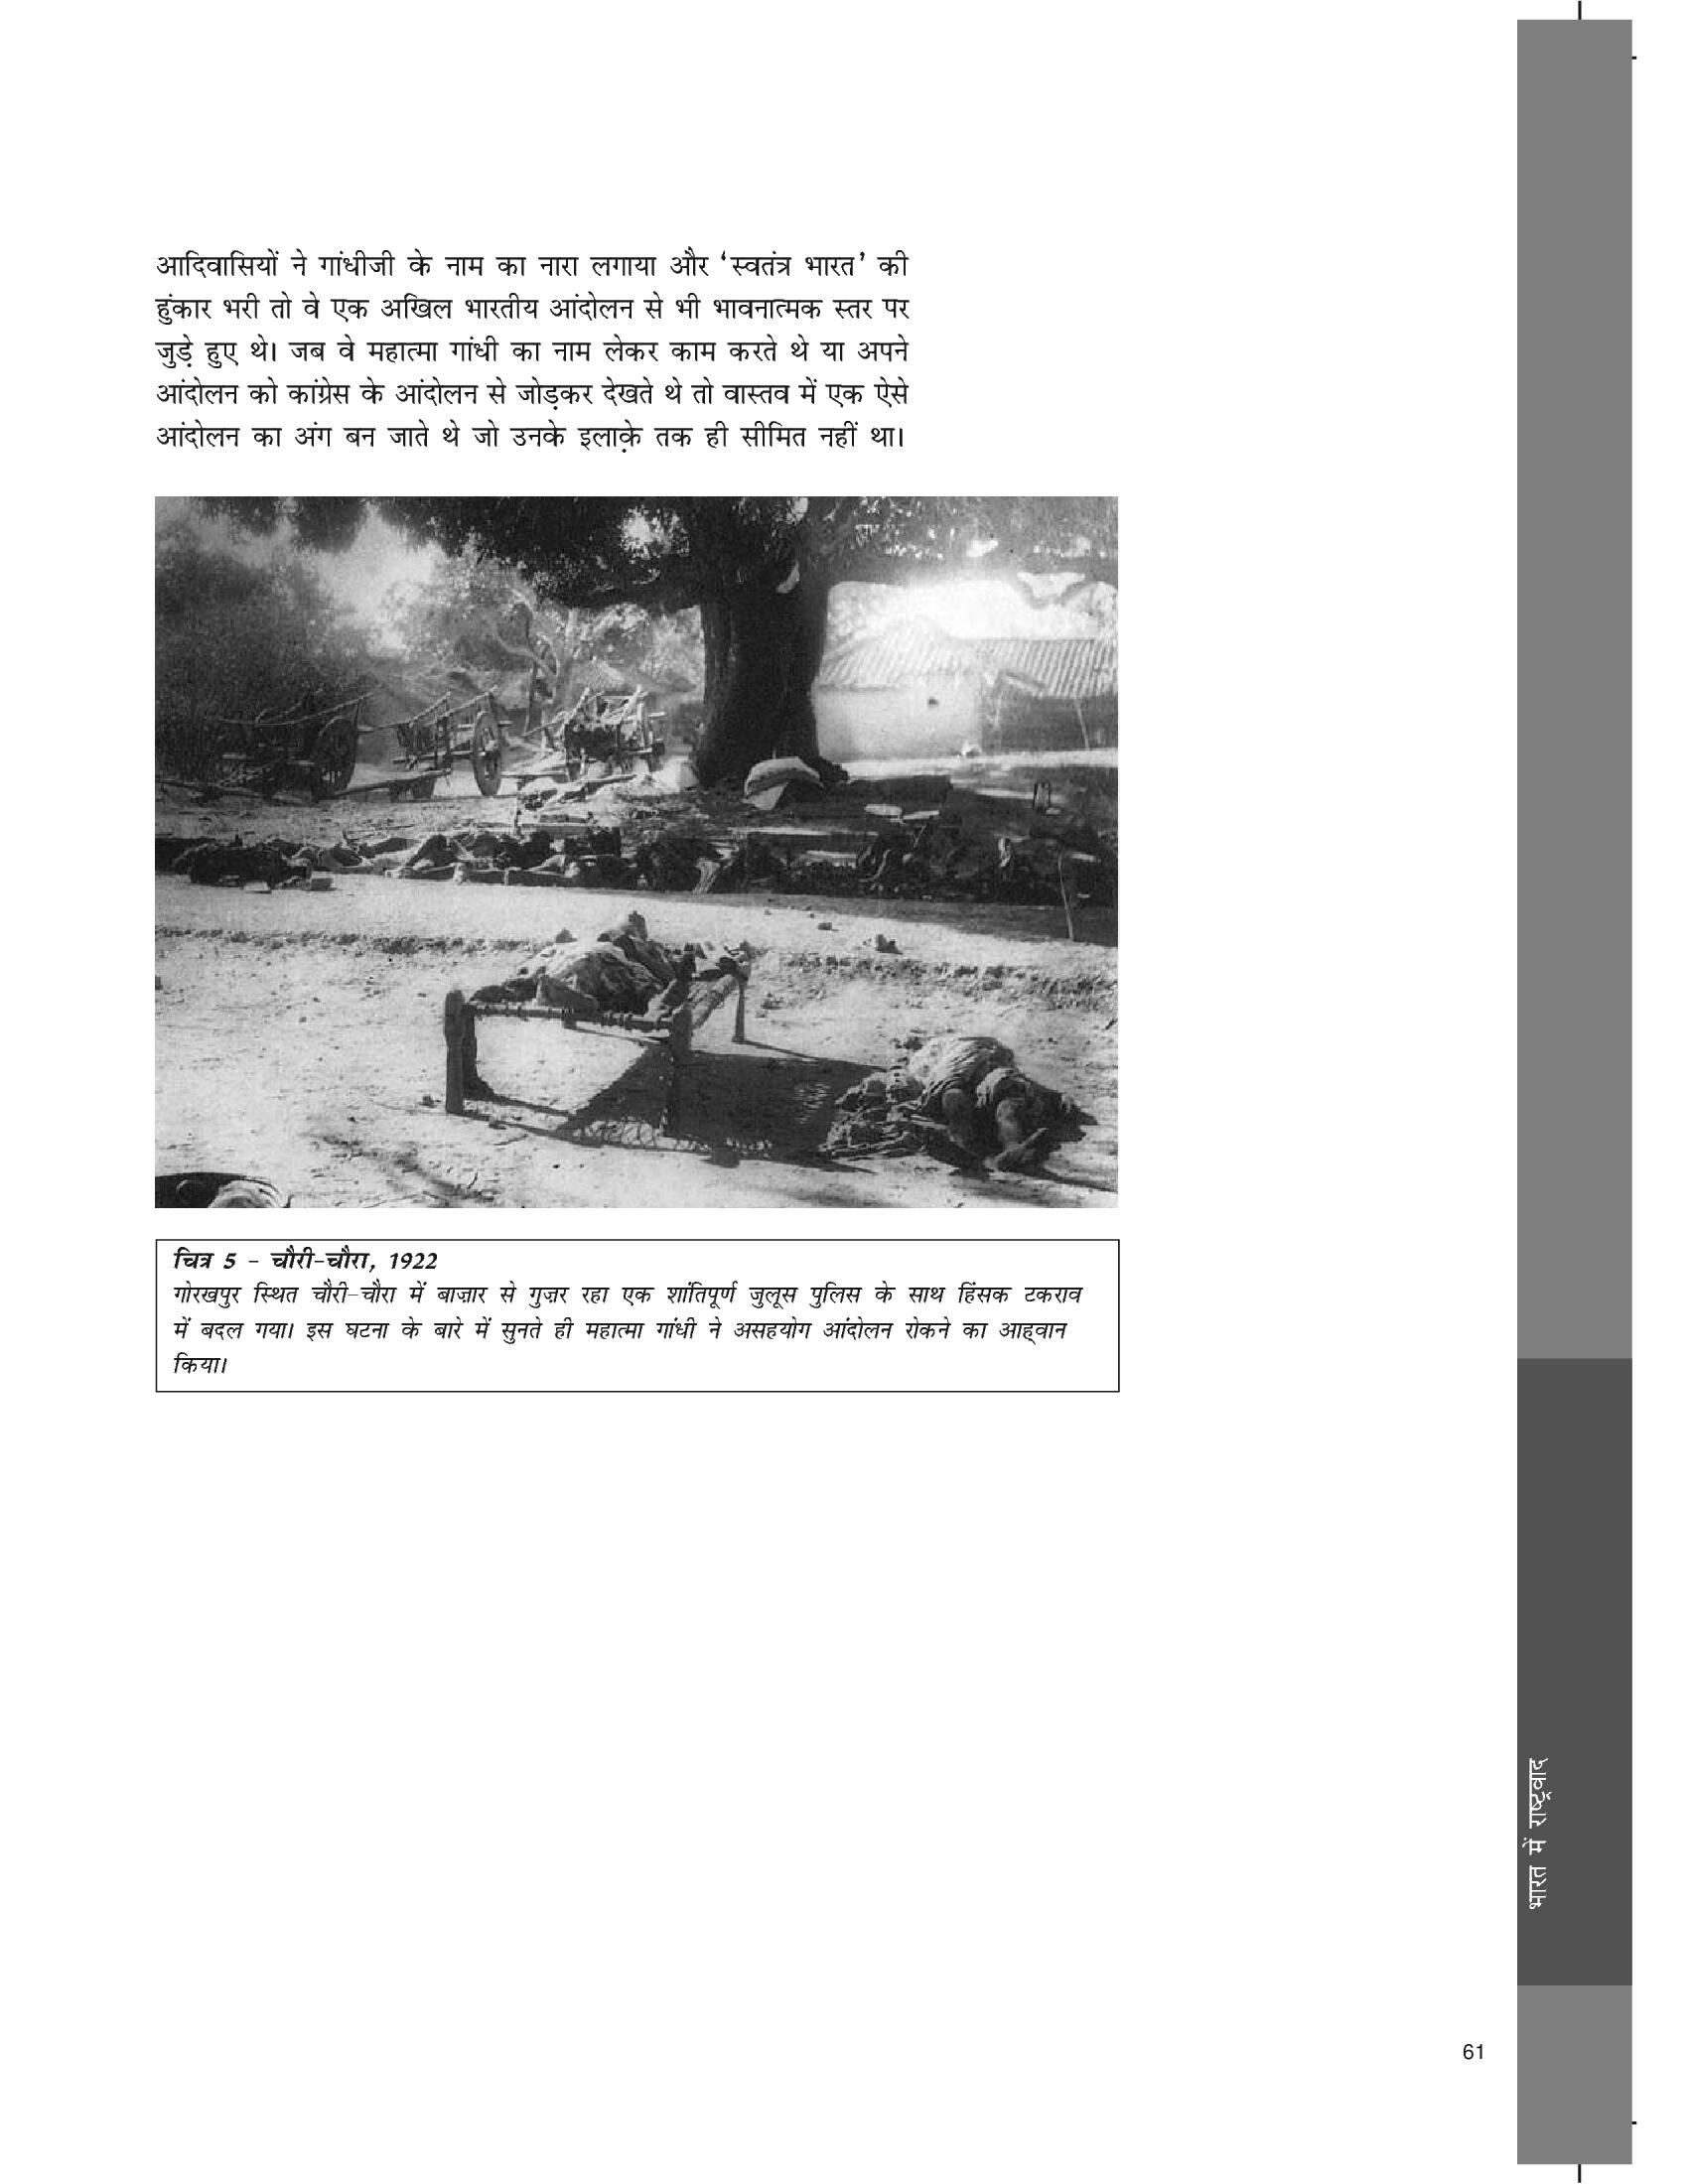 आदिवासियों ने गांधीजी के नाम का नारा लगाया और ‘स्वतंत्र भारत’ की
हुंकार भरी तो वे एक अखिल भारतीय आंदोलन से भी भावनात्मक स्तर पर
जुड़े हुए थे। जब वे महात्मा गांधी का नाम लेकर काम करते थे या अपने
आंदोलन को कांग्रेस के आंदोलन से जोड़कर देखते थे तो वास्तव में एक ऐसे
आंदोलन का अंग बन जाते थे जो उनके इलाक़े तक ही सीमित नहीं था।
चित्र 5 – चौरी-चौरा, 1922
गोरखपुर स्थित चौरी-चौरा में बाज़ार से गुज़र रहा एक शांतिपूर्ण जुलूस पुलिस के साथ हिंसक टकराव
में बदल गया। इस घटना के बारे में सुनते ही महात्मा गांधी ने असहयोग आंदोलन रोकने का आह्वान
किया।
भारत में राष्ट्रवाद
61